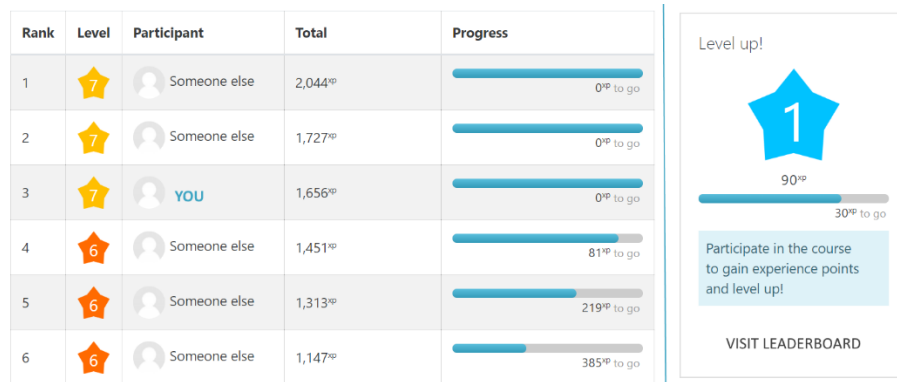 Rank Level Participant Total Progress
1 7 Someone else 2,044xp
0xp to go
2 7 Someone else 1,727xp
0xp to go
3 7 YOU 1,656xp
0xp to go
4 6 Someone else 1,451xp
81xp to go
5 6 Someone else 1,313xp
219xp to go
6 6 Someone else 1,147xp
385xp to go
Level up!
1
90xp
30xp to go
Participate in the course
to gain experience points
and level up!
VISIT LEADERBOARD